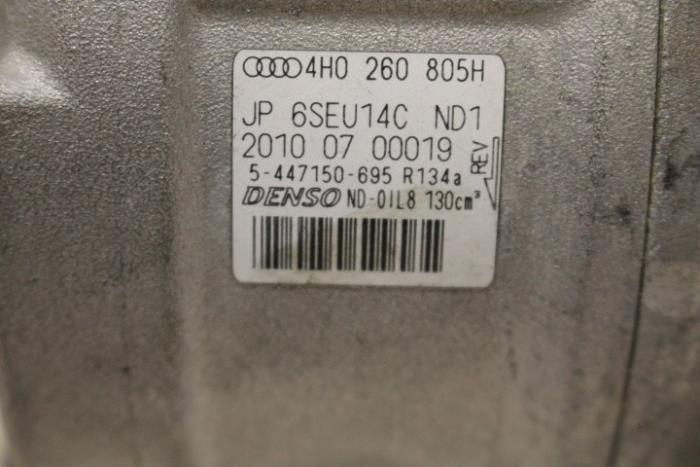 4H0 260 805H
JP 6SEU14C ND1
2010 07 00019
REV
5-447150-695 R134a
DENSO ND-OIL8 130cm³